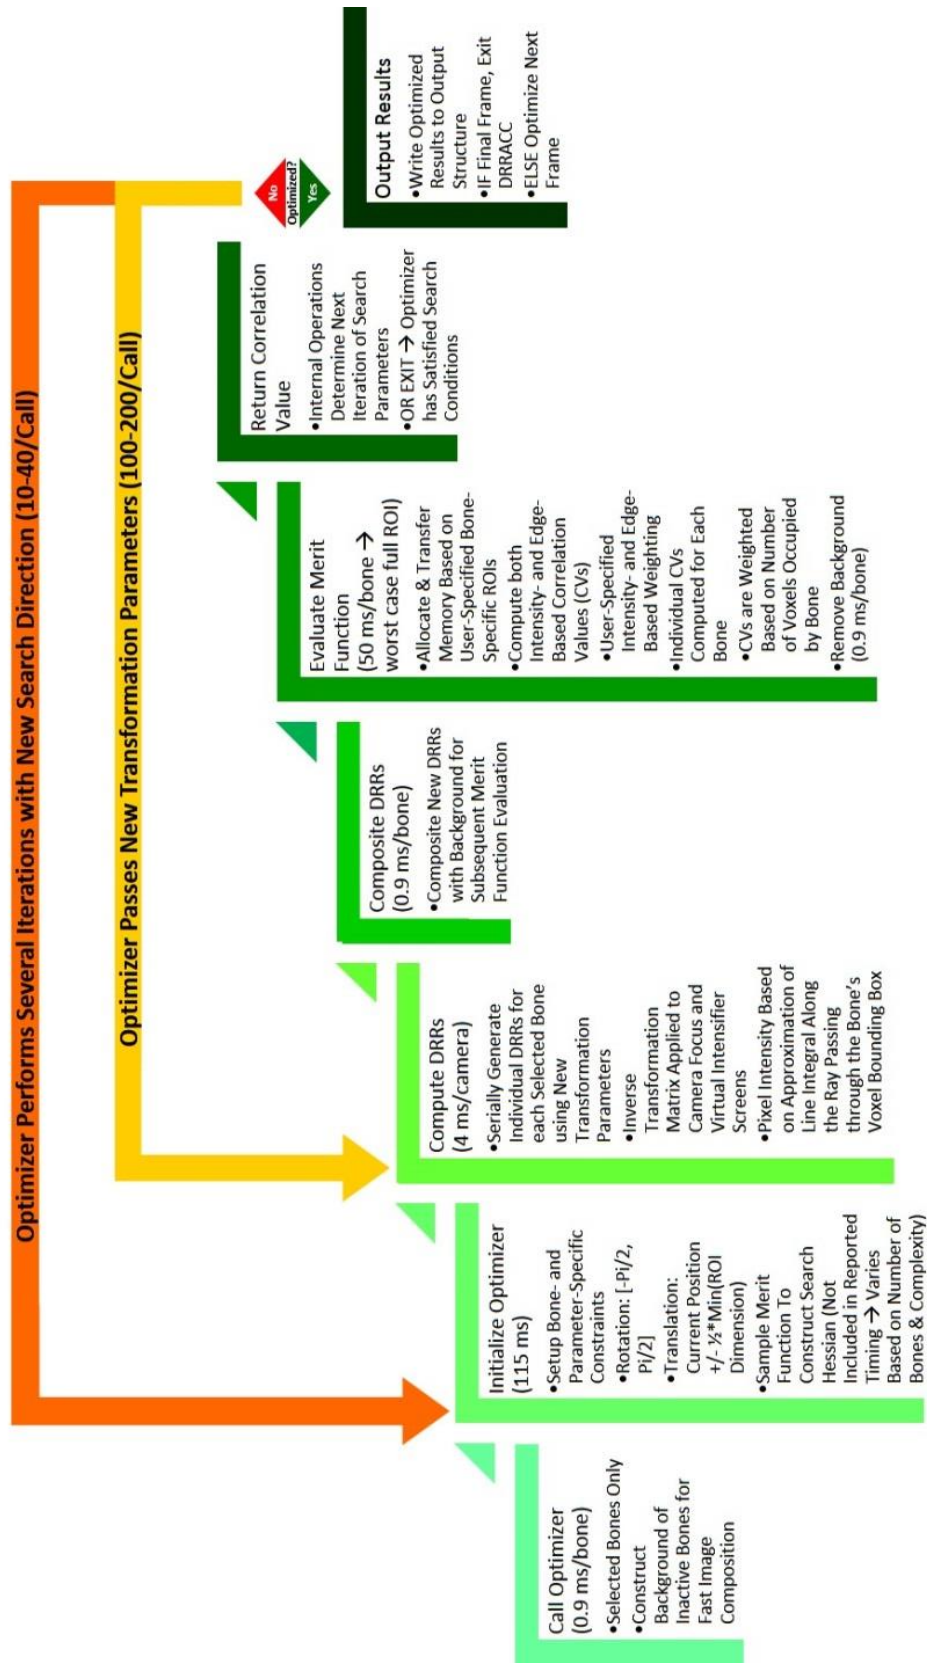 Optimizer Performs Several Iterations with New Search Direction (10-40/Call)
Optimizer Passes New Transformation Parameters (100-200/Call)
Call Optimizer
(0.9 ms/bone)
•Selected Bones Only
•Construct
Background of
Inactive Bones for
Fast Image
Composition
Initialize Optimizer
(115 ms)
•Setup Bone- and
Parameter-Specific
Constraints
•Rotation: [-Pi/2,
Pi/2]
•Translation:
Current Position
+/- ½*Min(ROI
Dimension)
•Sample Merit
Function To
Construct Search
Hessian (Not
Included in Reported
Timing → Varies
Based on Number of
Bones & Complexity)
Compute DRRs
(4 ms/camera)
•Serially Generate
Individual DRRs for
each Selected Bone
using New
Transformation
Parameters
•Inverse
Transformation
Matrix Applied to
Camera Focus and
Virtual Intensifier
Screens
•Pixel Intensity Based
on Approximation of
Line Integral Along
the Ray Passing
through the Bone's
Voxel Bounding Box
Composite DRRs
(0.9 ms/bone)
•Composite New DRRs
with Background for
Subsequent Merit
Function Evaluation
Evaluate Merit
Function
(50 ms/bone →
worst case full ROI)
•Allocate & Transfer
Memory Based on
User-Specified Bone-
Specific ROIs
•Compute both
Intensity- and Edge-
Based Correlation
Values (CVs)
•User-Specified
Intensity- and Edge-
Based Weighting
•Individual CVs
Computed for Each
Bone
•CVs are Weighted
Based on Number
of Voxels Occupied
by Bone
•Remove Background
(0.9 ms/bone)
Return Correlation
Value
•Internal Operations
Determine Next
Iteration of Search
Parameters
•OR EXIT → Optimizer
has Satisfied Search
Conditions
No
Optimized?
Yes
Output Results
•Write Optimized
Results to Output
Structure
•IF Final Frame, Exit
DRRACC
•ELSE Optimize Next
Frame